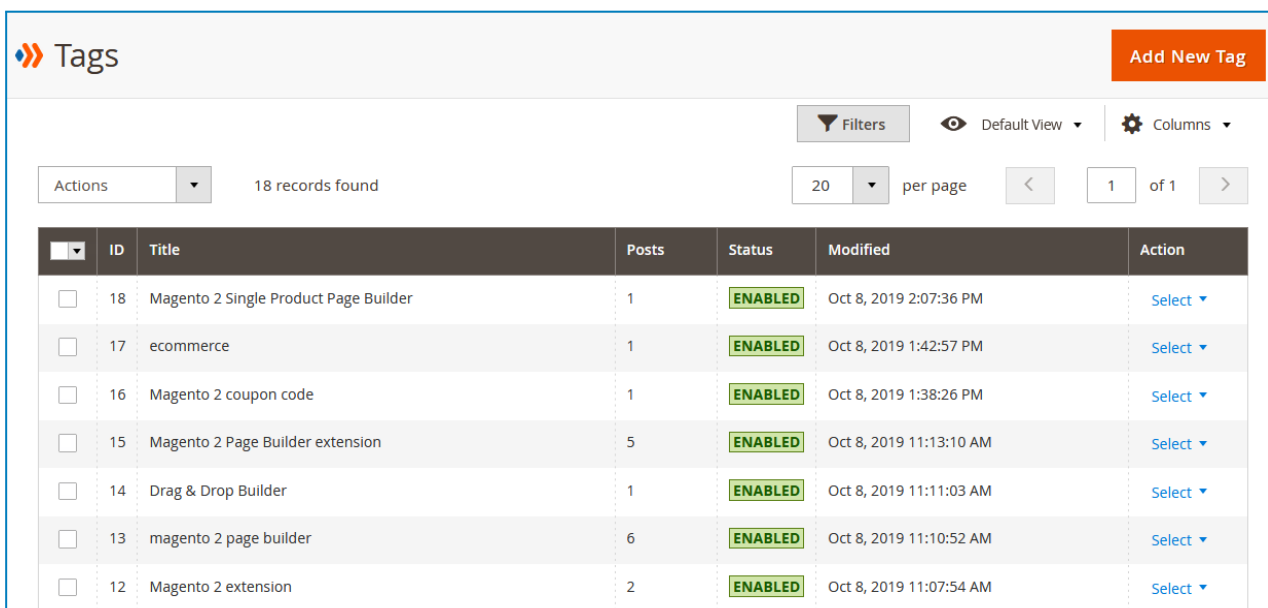 Tags
Add New Tag
Filters Default View Columns
Actions 18 records found 20 per page 1 of 1
ID Title Posts Status Modified Action
18 Magento 2 Single Product Page Builder 1 ENABLED Oct 8, 2019 2:07:36 PM Select
17 ecommerce 1 ENABLED Oct 8, 2019 1:42:57 PM Select
16 Magento 2 coupon code 1 ENABLED Oct 8, 2019 1:38:26 PM Select
15 Magento 2 Page Builder extension 5 ENABLED Oct 8, 2019 11:13:10 AM Select
14 Drag & Drop Builder 1 ENABLED Oct 8, 2019 11:11:03 AM Select
13 magento 2 page builder 6 ENABLED Oct 8, 2019 11:10:52 AM Select
12 Magento 2 extension 2 ENABLED Oct 8, 2019 11:07:54 AM Select